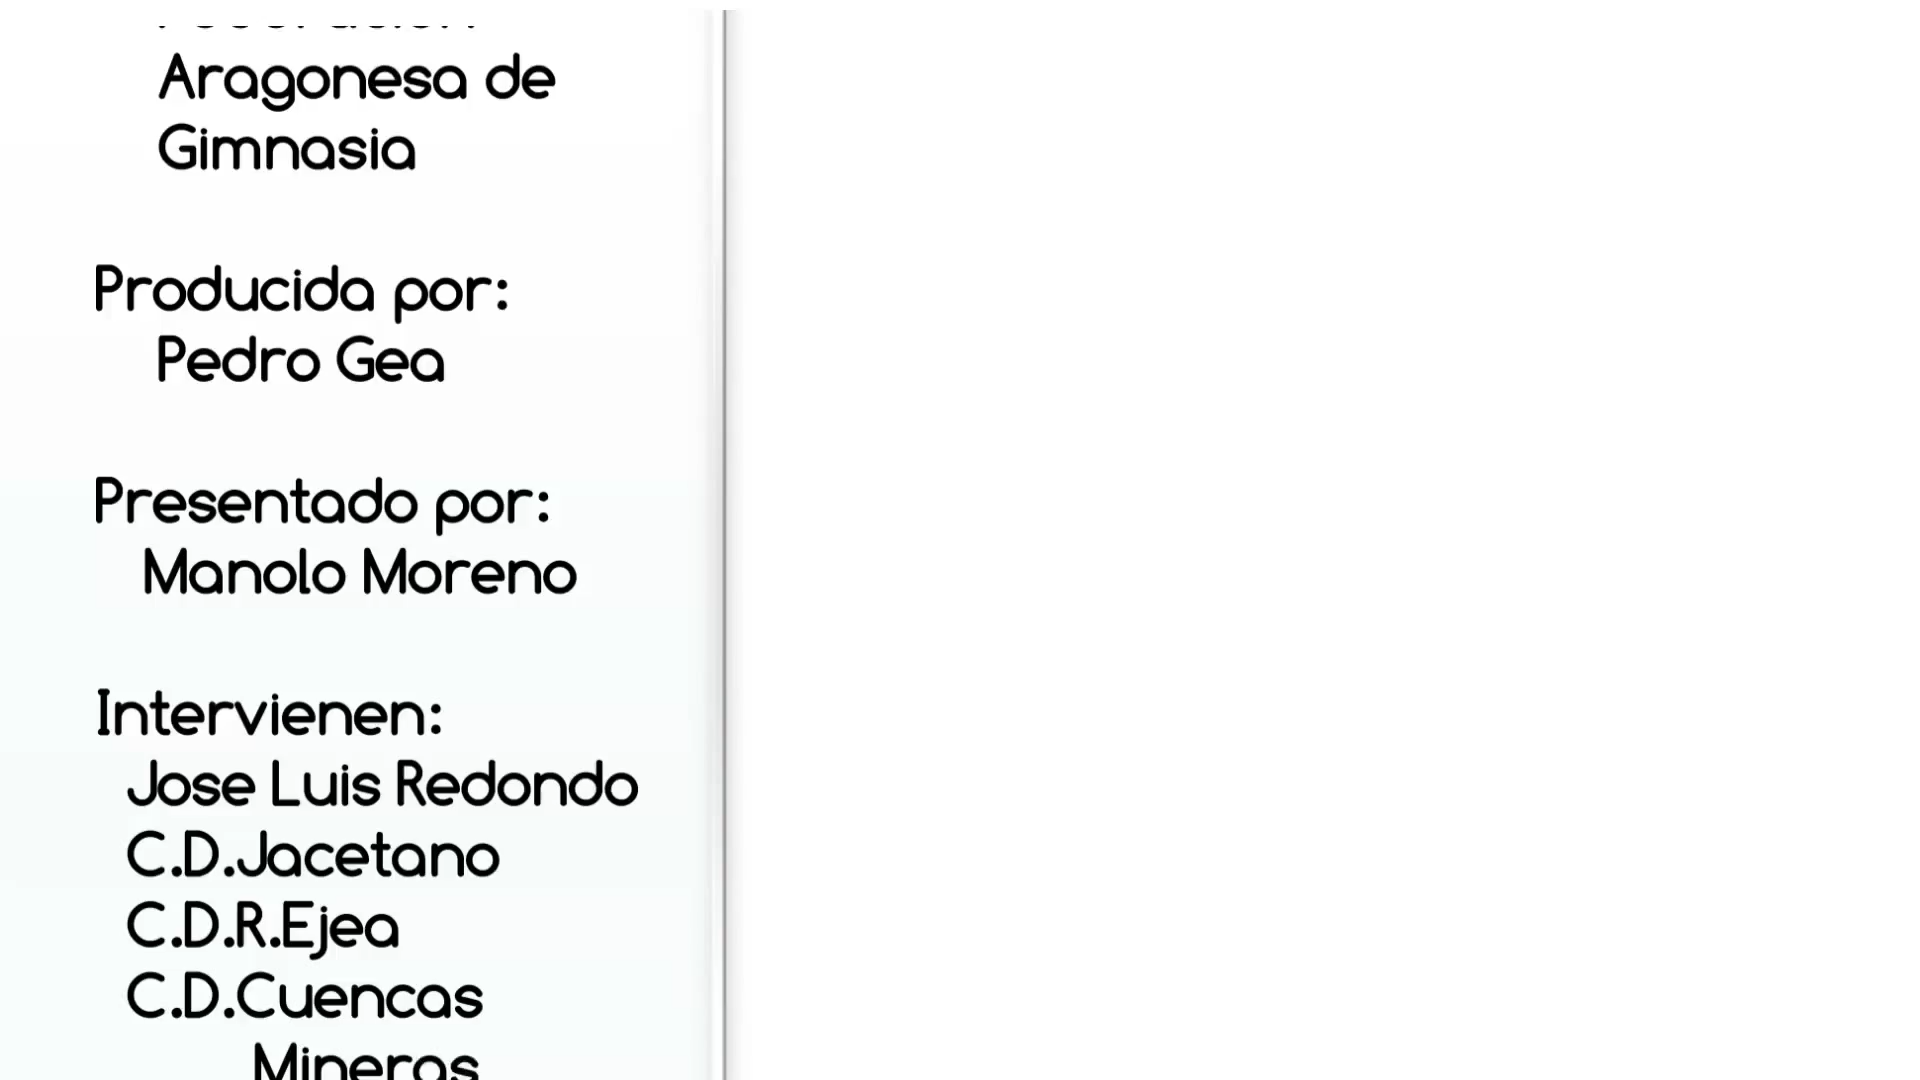 Aragonesa de
Gimnasia
Producida por:
Pedro Gea
Presentado por:
Manolo Moreno
Intervienen:
Jose Luis Redondo
C.D.Jacetano
C.D.R.Ejea
C.D.Cuencas
Mineras